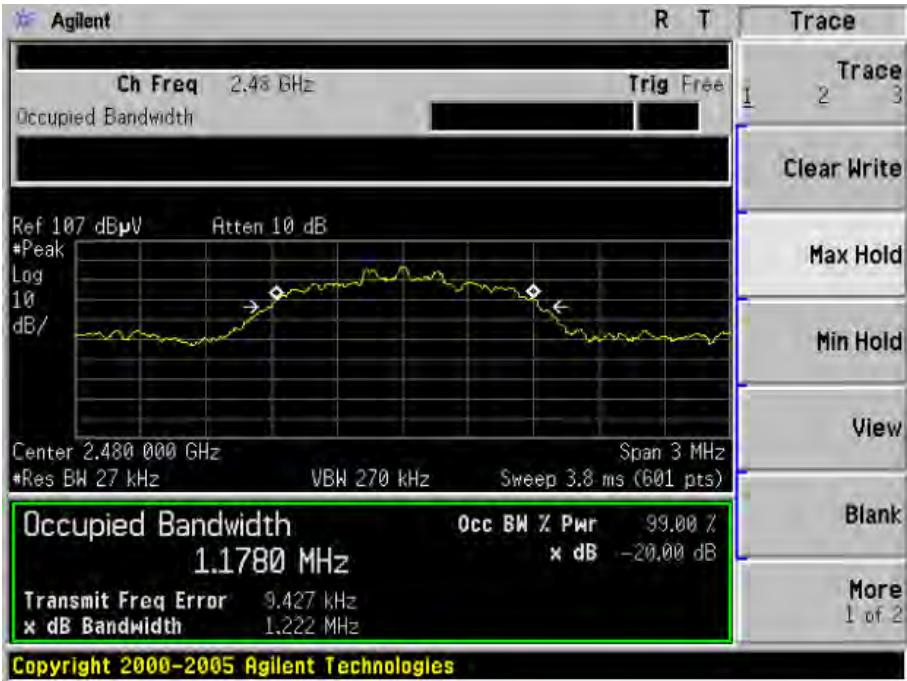 Agilent R T Trace
Ch Freq 2.48 GHz Trig Free
Occupied Bandwidth
Trace
1 2 3
Clear Write
Max Hold
Min Hold
View
Blank
More
1 of 2
Ref 107 dBµV Atten 10 dB
#Peak
Log
10
dB/
Center 2.480 000 GHz Span 3 MHz
#Res BW 27 kHz VBW 270 kHz Sweep 3.8 ms (601 pts)
Occupied Bandwidth Occ BW % Pwr 99.00 %
1.1780 MHz x dB -20.00 dB
Transmit Freq Error 9.427 kHz
x dB Bandwidth 1.222 MHz
Copyright 2000-2005 Agilent Technologies